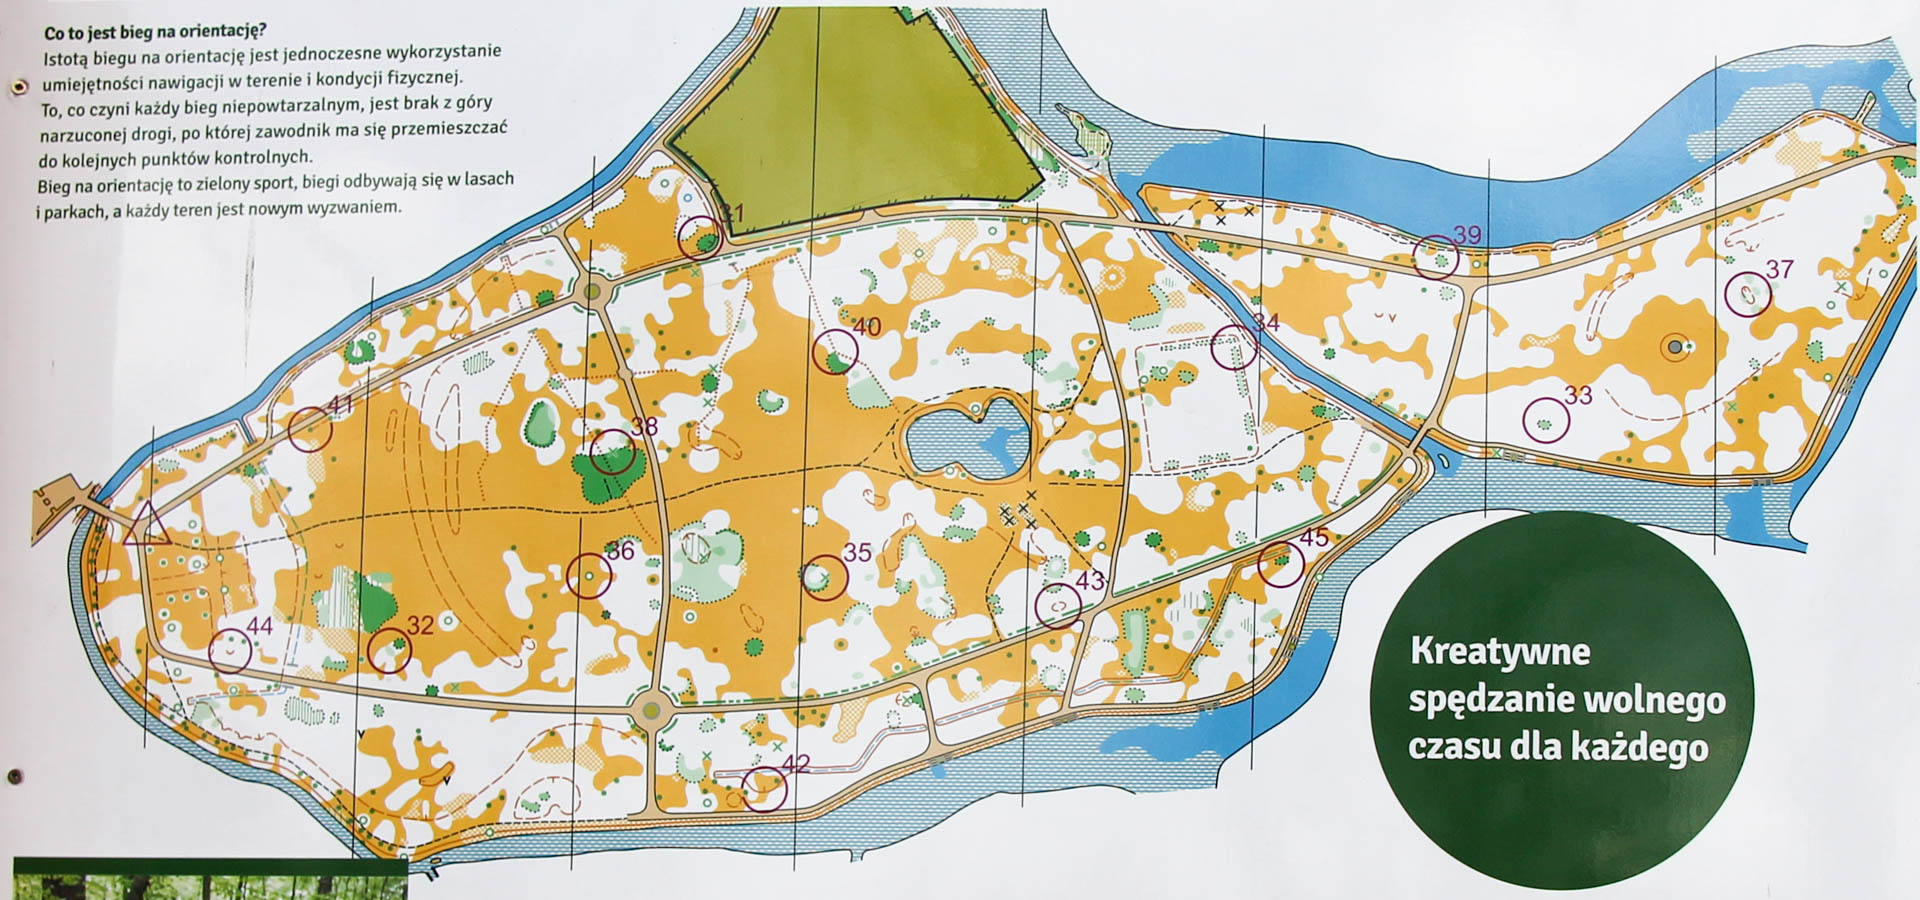 Co to jest bieg na orientację?
Istotą biegu na orientację jest jednoczesne wykorzystanie
umiejętności nawigacji w terenie i kondycji fizycznej.
To, co czyni każdy bieg niepowtarzalnym, jest brak z góry
narzuconej drogi, po której zawodnik ma się przemieszczać
do kolejnych punktów kontrolnych.
Bieg na orientację to zielony sport, biegi odbywają się w lasach
i parkach, a każdy teren jest nowym wyzwaniem.
31
39
37
34
40
33
41
38
45
36
35
43
44
32
42
Kreatywne
spędzanie wolnego
czasu dla każdego